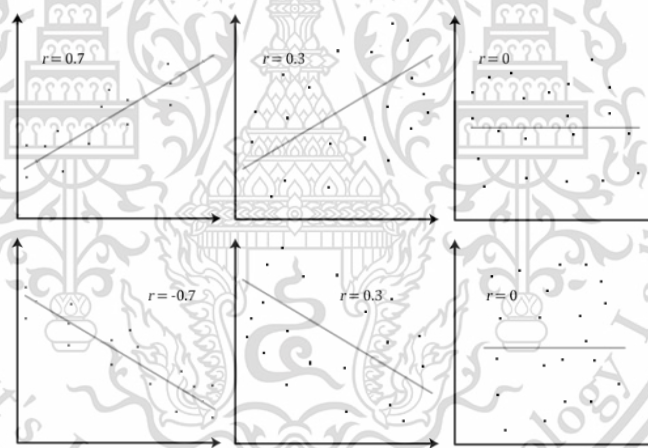 r = 0.7
r = 0.3
r = 0
r = -0.7
r = 0.3
r = 0